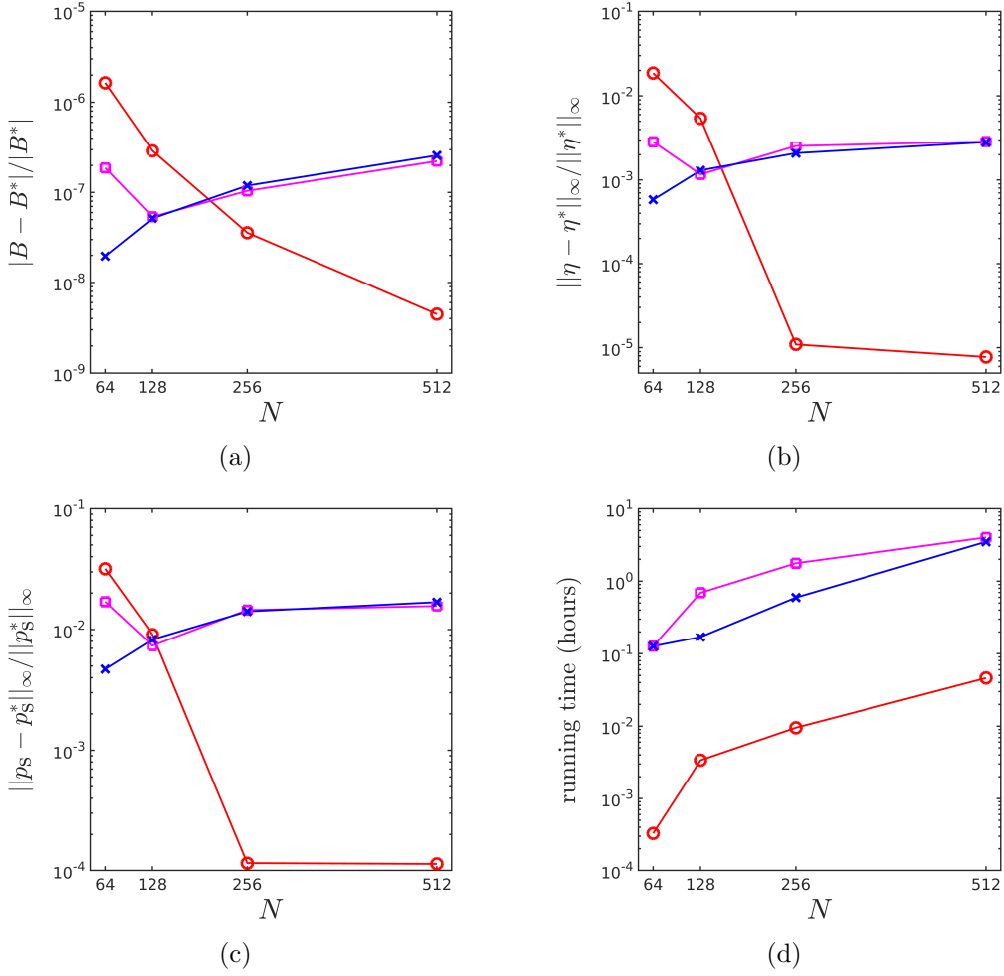 10^-5
10^-6
10^-7
10^-8
10^-9
|B − B*|/|B*|
64 128 256 512
N
(a)
10^-1
10^-2
10^-3
10^-4
10^-5
||η − η*||∞/||η*||∞
64 128 256 512
N
(b)
10^-1
10^-2
10^-3
10^-4
||p_S − p*_S||∞/||p*_S||∞
64 128 256 512
N
(c)
10^1
10^0
10^-1
10^-2
10^-3
10^-4
running time (hours)
64 128 256 512
N
(d)